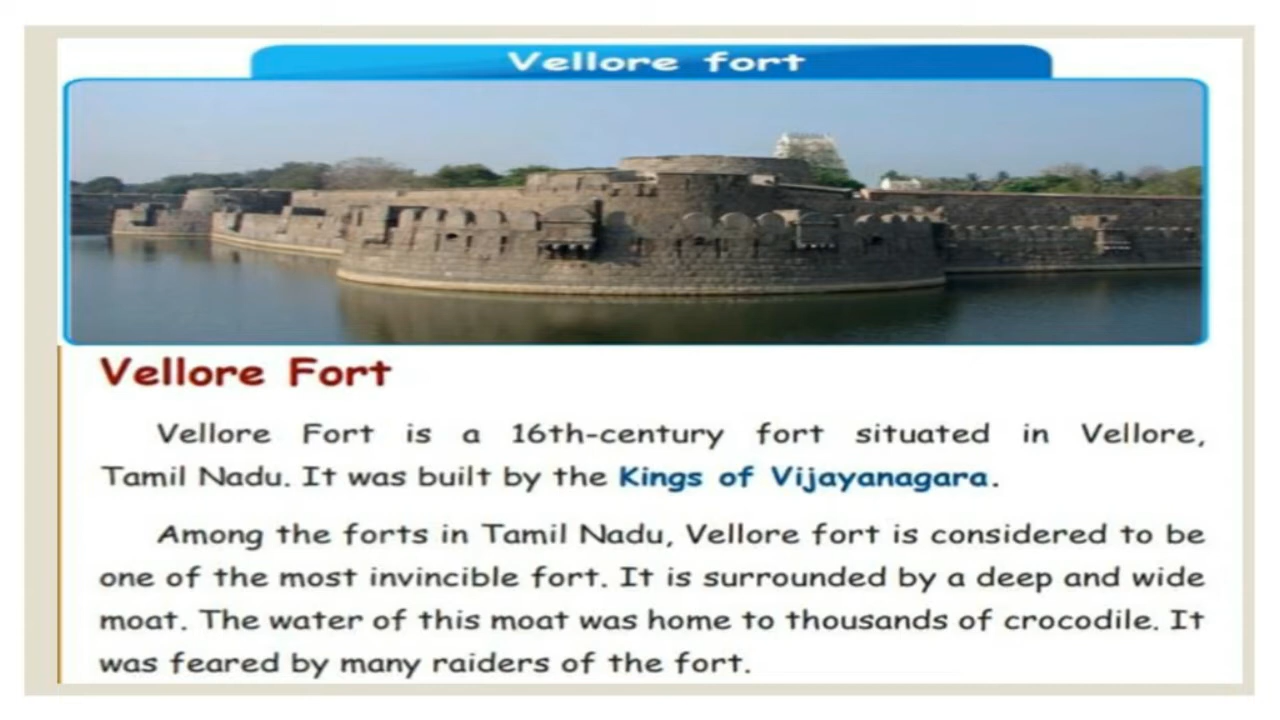 Vellore fort
Vellore Fort
Vellore Fort is a 16th-century fort situated in Vellore,
Tamil Nadu. It was built by the Kings of Vijayanagara.
Among the forts in Tamil Nadu, Vellore fort is considered to be
one of the most invincible fort. It is surrounded by a deep and wide
moat. The water of this moat was home to thousands of crocodile. It
was feared by many raiders of the fort.